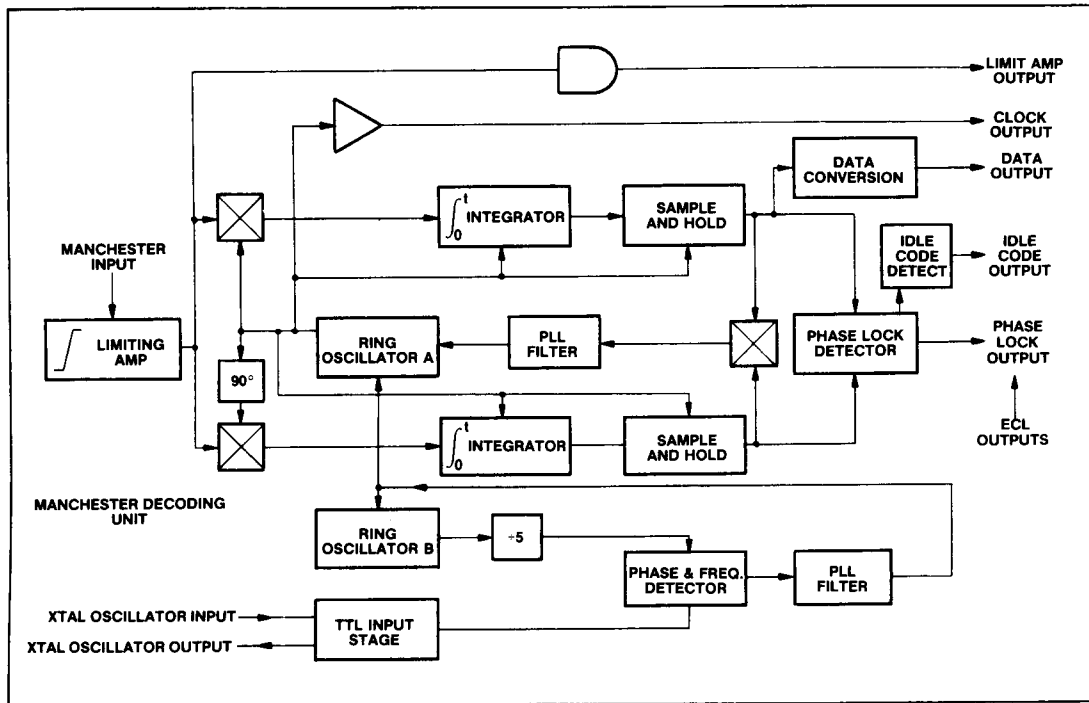 LIMIT AMP
OUTPUT
CLOCK
OUTPUT
DATA
CONVERSION
DATA
OUTPUT
∫₀ᵗ INTEGRATOR
SAMPLE
AND HOLD
MANCHESTER
INPUT
IDLE
CODE
DETECT.
IDLE
CODE
OUTPUT
LIMITING
AMP
RING
OSCILLATOR A
PLL
FILTER
PHASE LOCK
DETECTOR
PHASE
LOCK
OUTPUT
90°
∫₀ᵗ INTEGRATOR
SAMPLE
AND HOLD
ECL
OUTPUTS
MANCHESTER DECODING
UNIT
RING
OSCILLATOR B
÷5
PHASE & FREQ.
DETECTOR
PLL
FILTER
XTAL OSCILLATOR INPUT
XTAL OSCILLATOR OUTPUT
TTL INPUT
STAGE